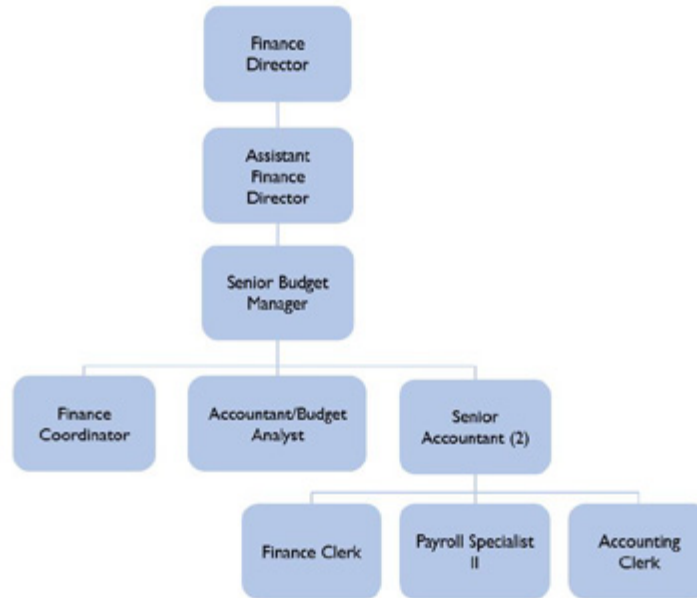 Finance
Director
Assistant
Finance
Director
Senior Budget
Manager
Finance
Coordinator
Accountant/Budget
Analyst
Senior
Accountant (2)
Finance Clerk
Payroll Specialist
II
Accounting
Clerk